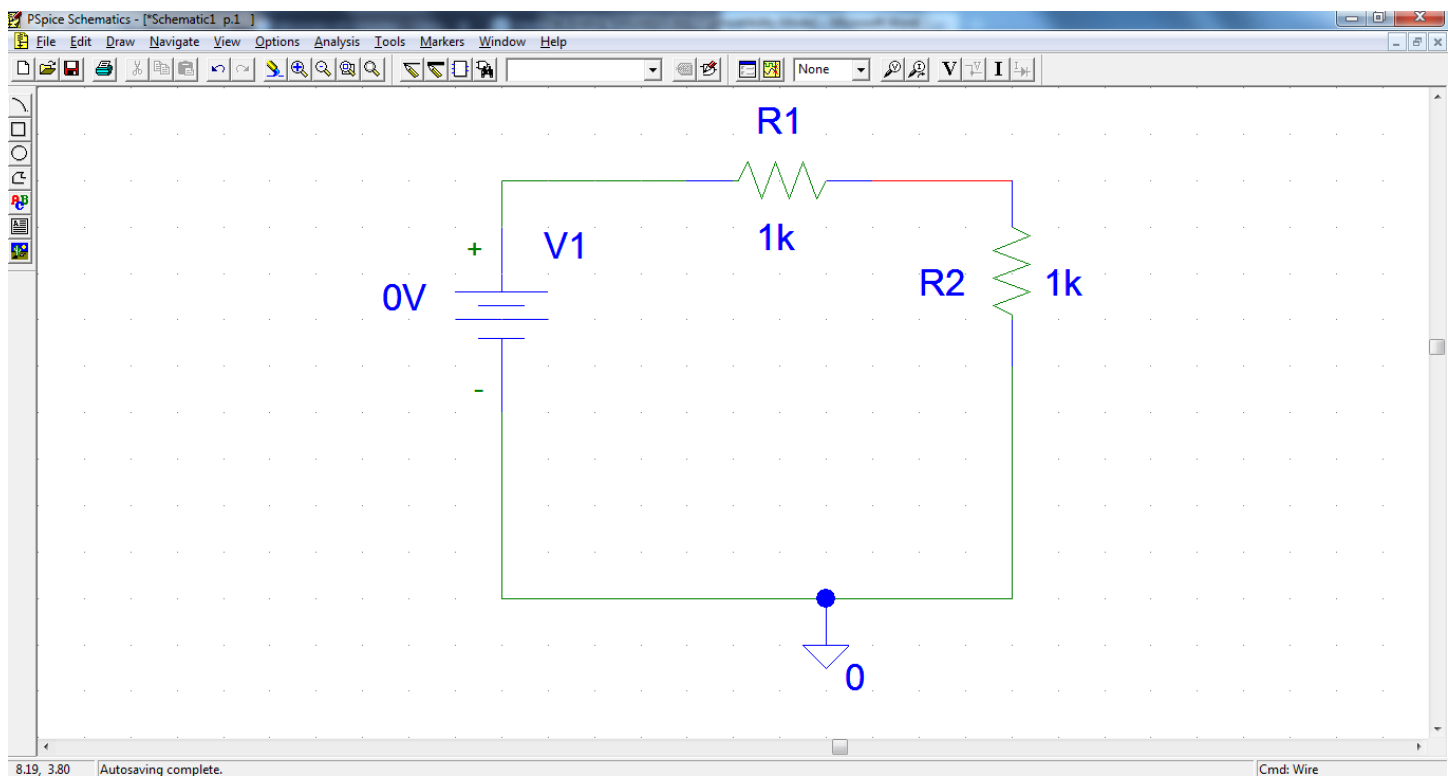 PSpice Schematics - [*Schematic1 p.1 ]
File Edit Draw Navigate View Options Analysis Tools Markers Window Help
None V V I I
ABC
R1
1k
+ V1
0V
R2 1k
-
0
8.19, 3.80 Autosaving complete. Cmd: Wire